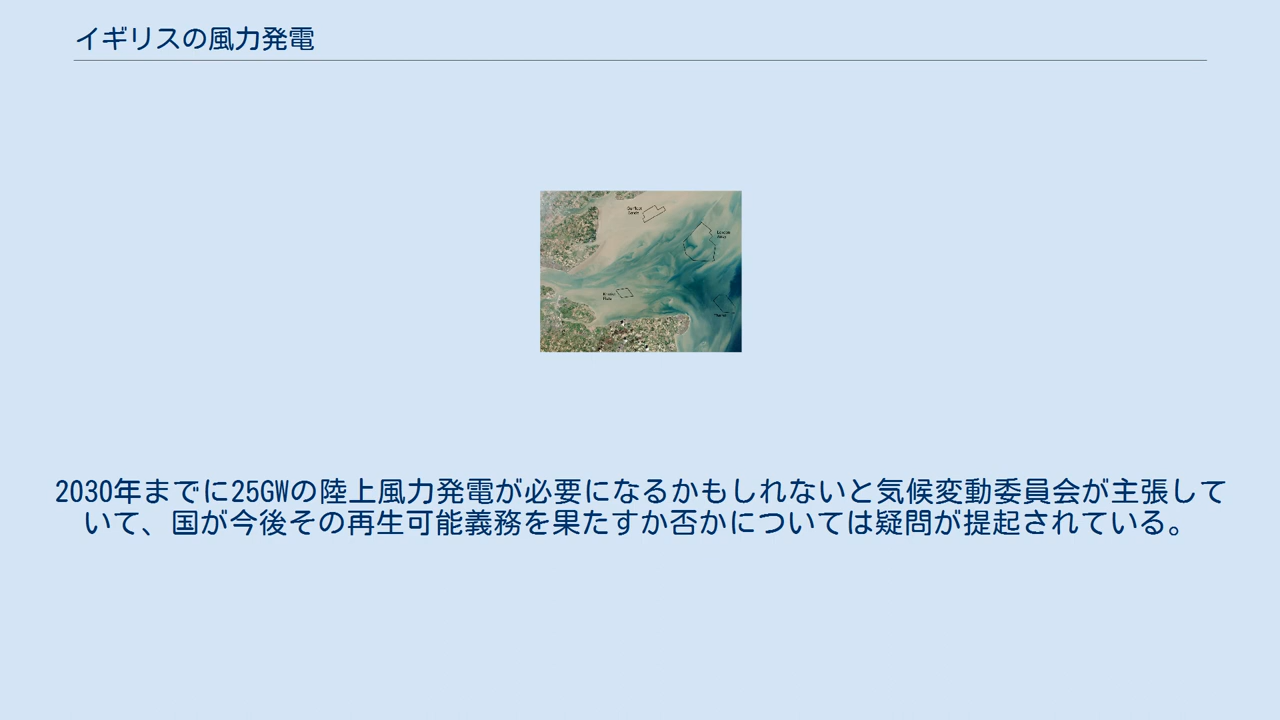 イギリスの風力発電
London
Array
2030年までに25GWの陸上風力発電が必要になるかもしれないと気候変動委員会が主張して
いて、国が今後その再生可能義務を果たすか否かについては疑問が提起されている。